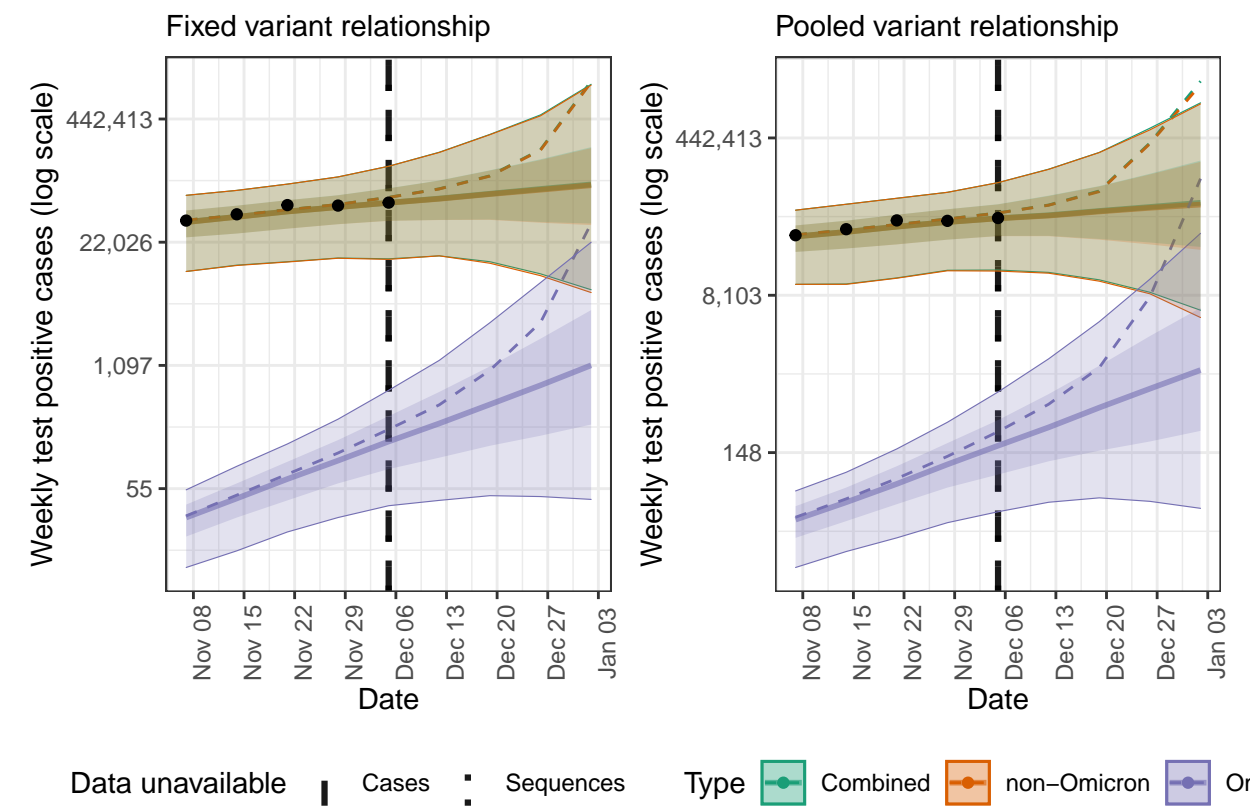 Fixed variant relationship
Weekly test positive cases (log scale)
442,413
22,026
1,097
55
Nov 08
Nov 15
Nov 22
Nov 29
Dec 06
Dec 13
Dec 20
Dec 27
Jan 03
Date
Pooled variant relationship
Weekly test positive cases (log scale)
442,413
8,103
148
Nov 08
Nov 15
Nov 22
Nov 29
Dec 06
Dec 13
Dec 20
Dec 27
Jan 03
Date
Data unavailable Cases Sequences Type Combined non−Omicron